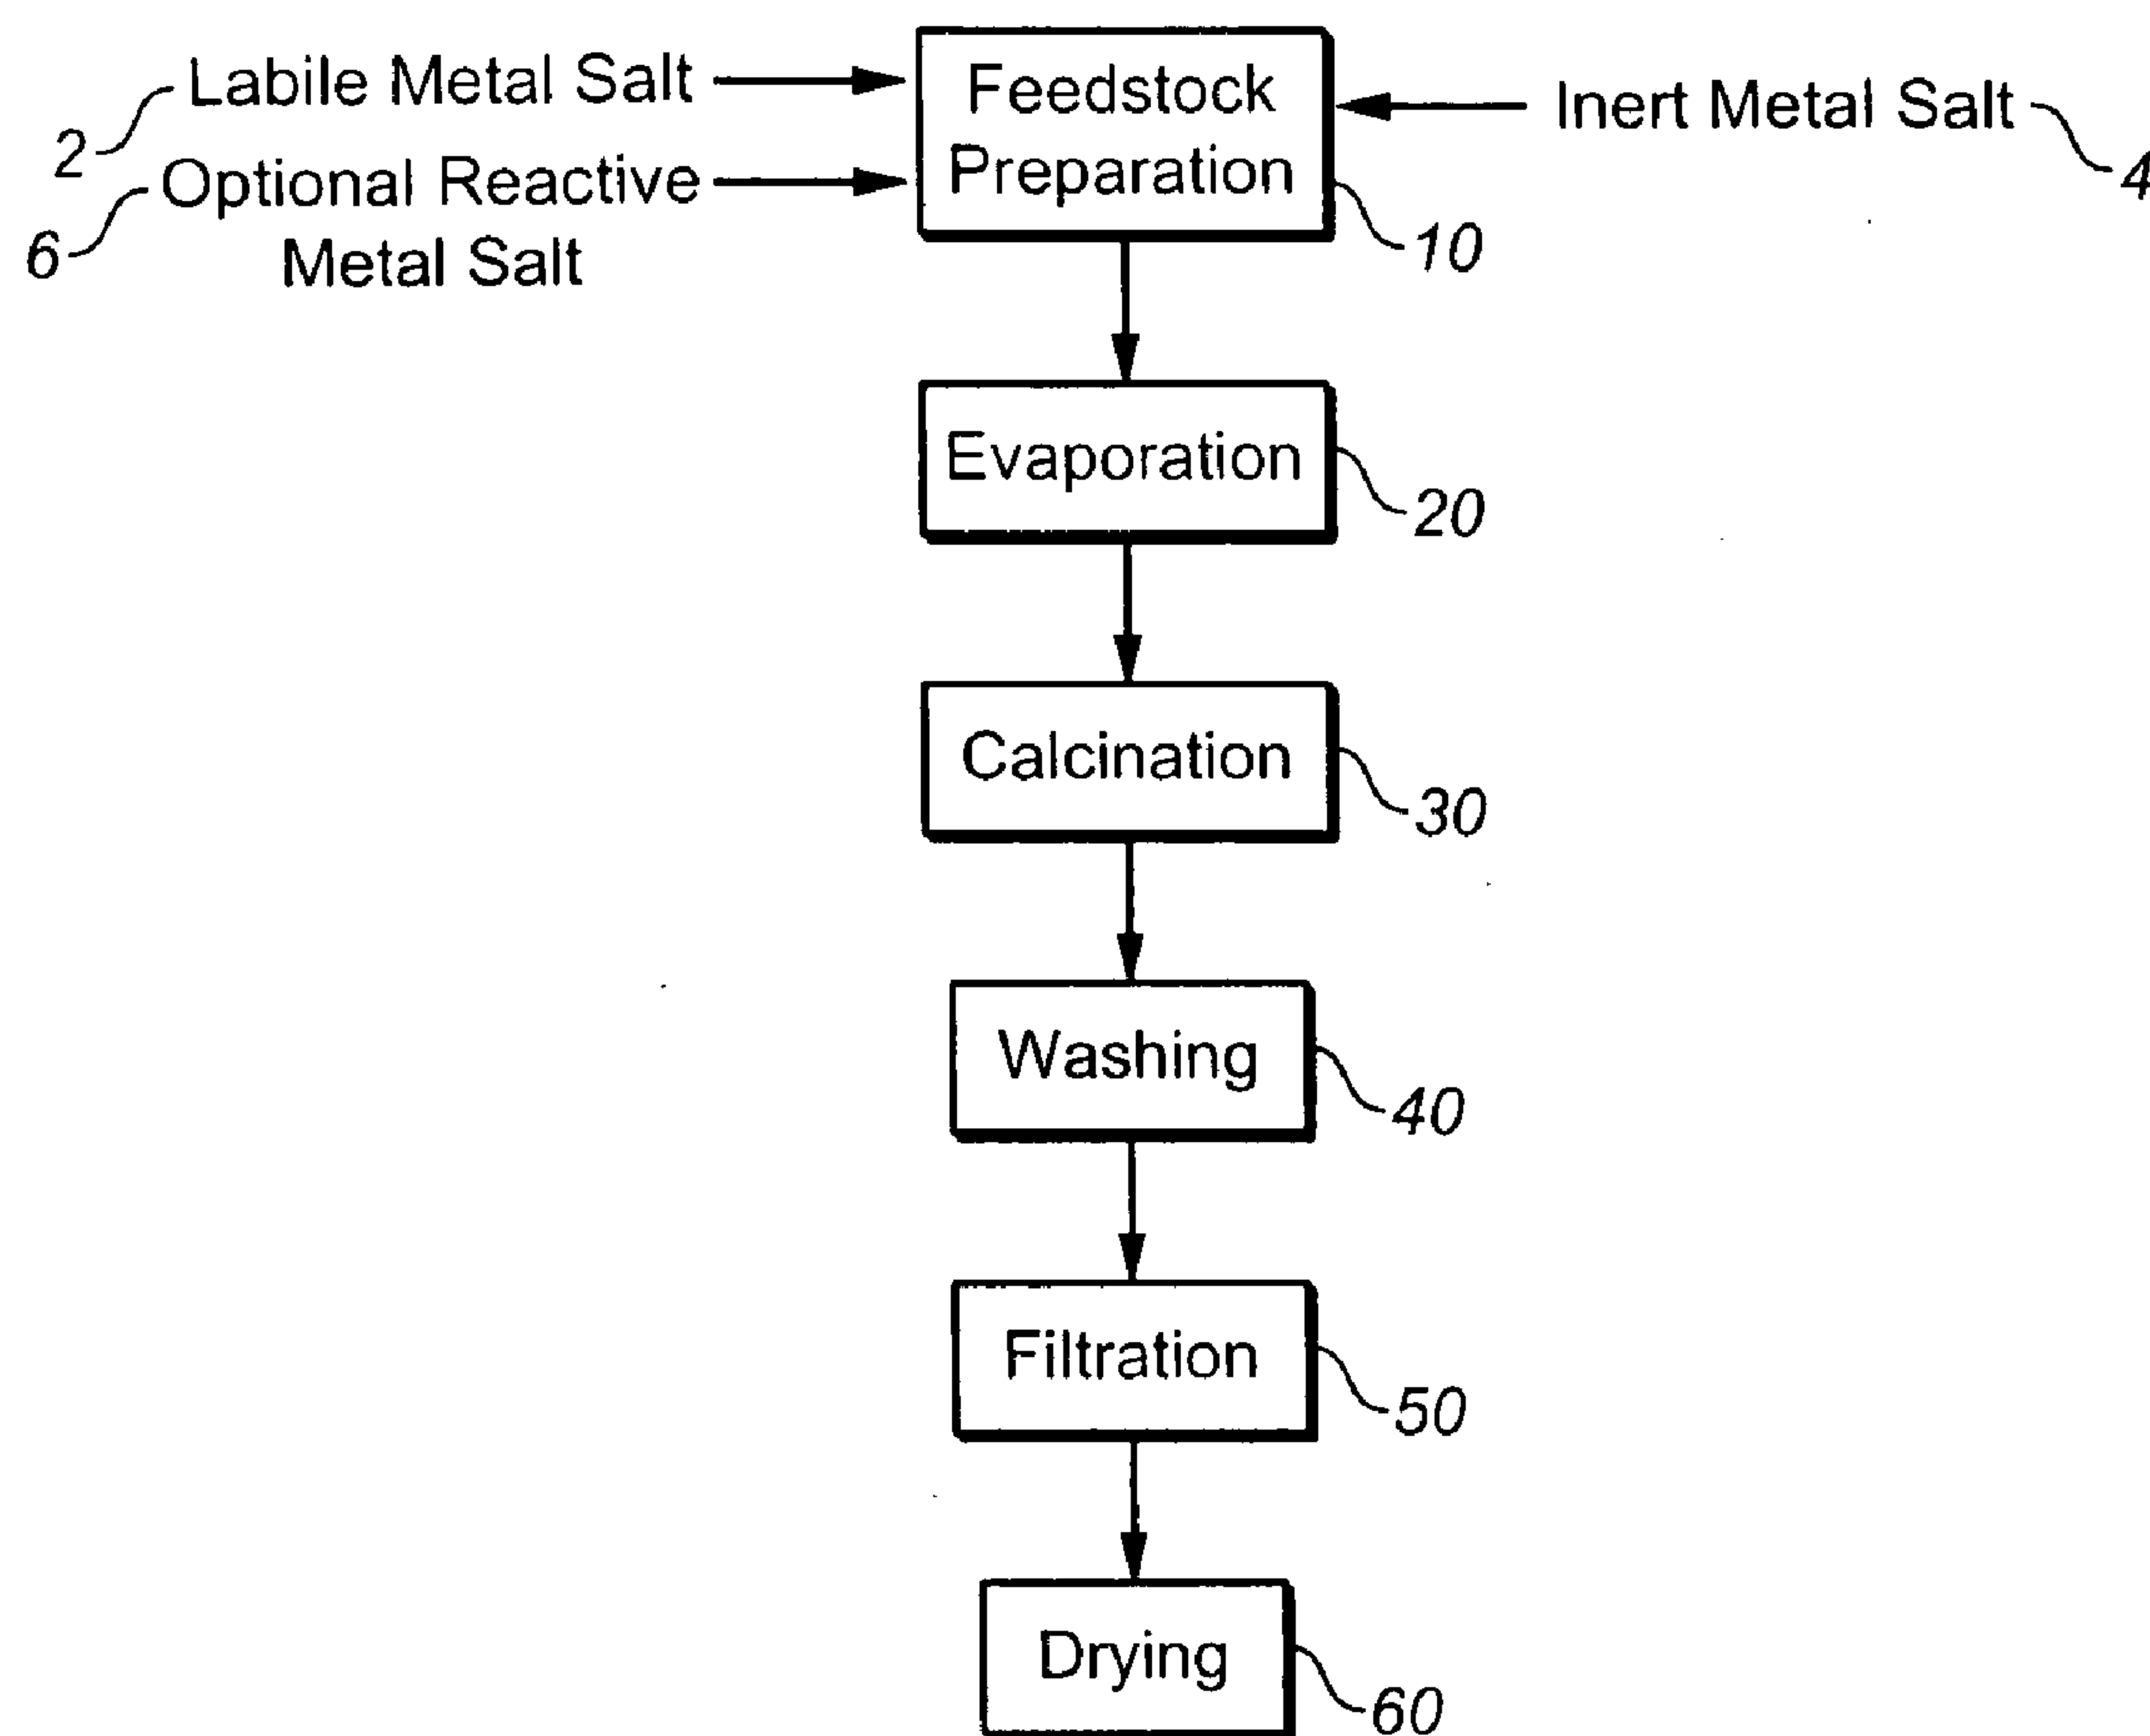 Labile Metal Salt
2
Optional Reactive
Metal Salt
6
Feedstock
Preparation
10
Inert Metal Salt
4
Evaporation
20
Calcination
30
Washing
40
Filtration
50
Drying
60